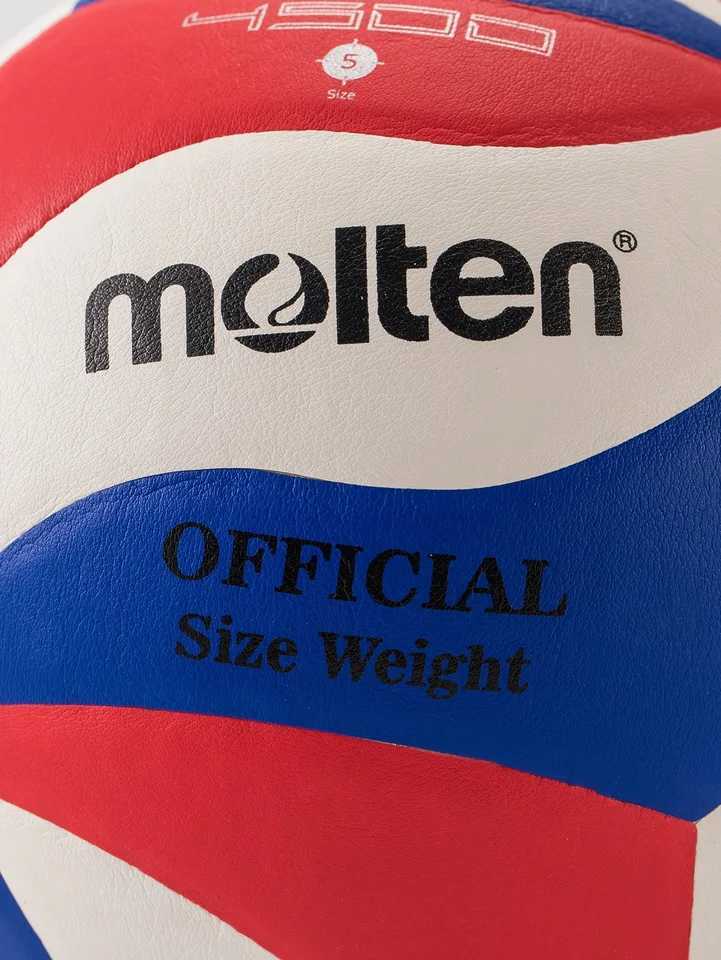 4500
5
Size
molten®
OFFICIAL
Size Weight